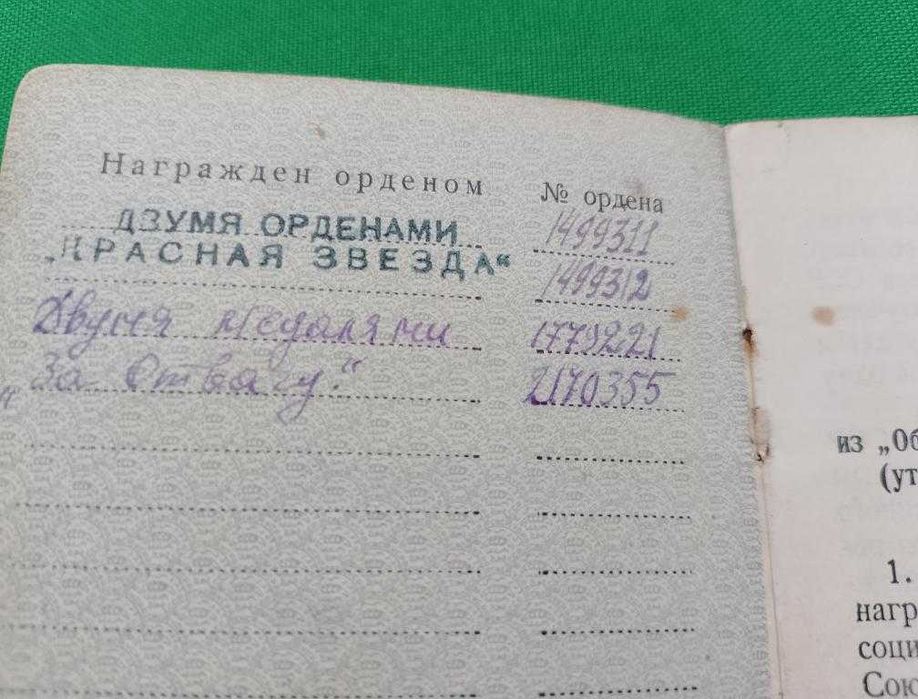 Награжден орденом № ордена
ДВУМЯ ОРДЕНАМИ 1499311
„КРАСНАЯ ЗВЕЗДА“ 1499312
Двумя медалями 1779221
„За Отвагу.“ 2170355
из „Об
(ут
1.
нагр
соци
Сою